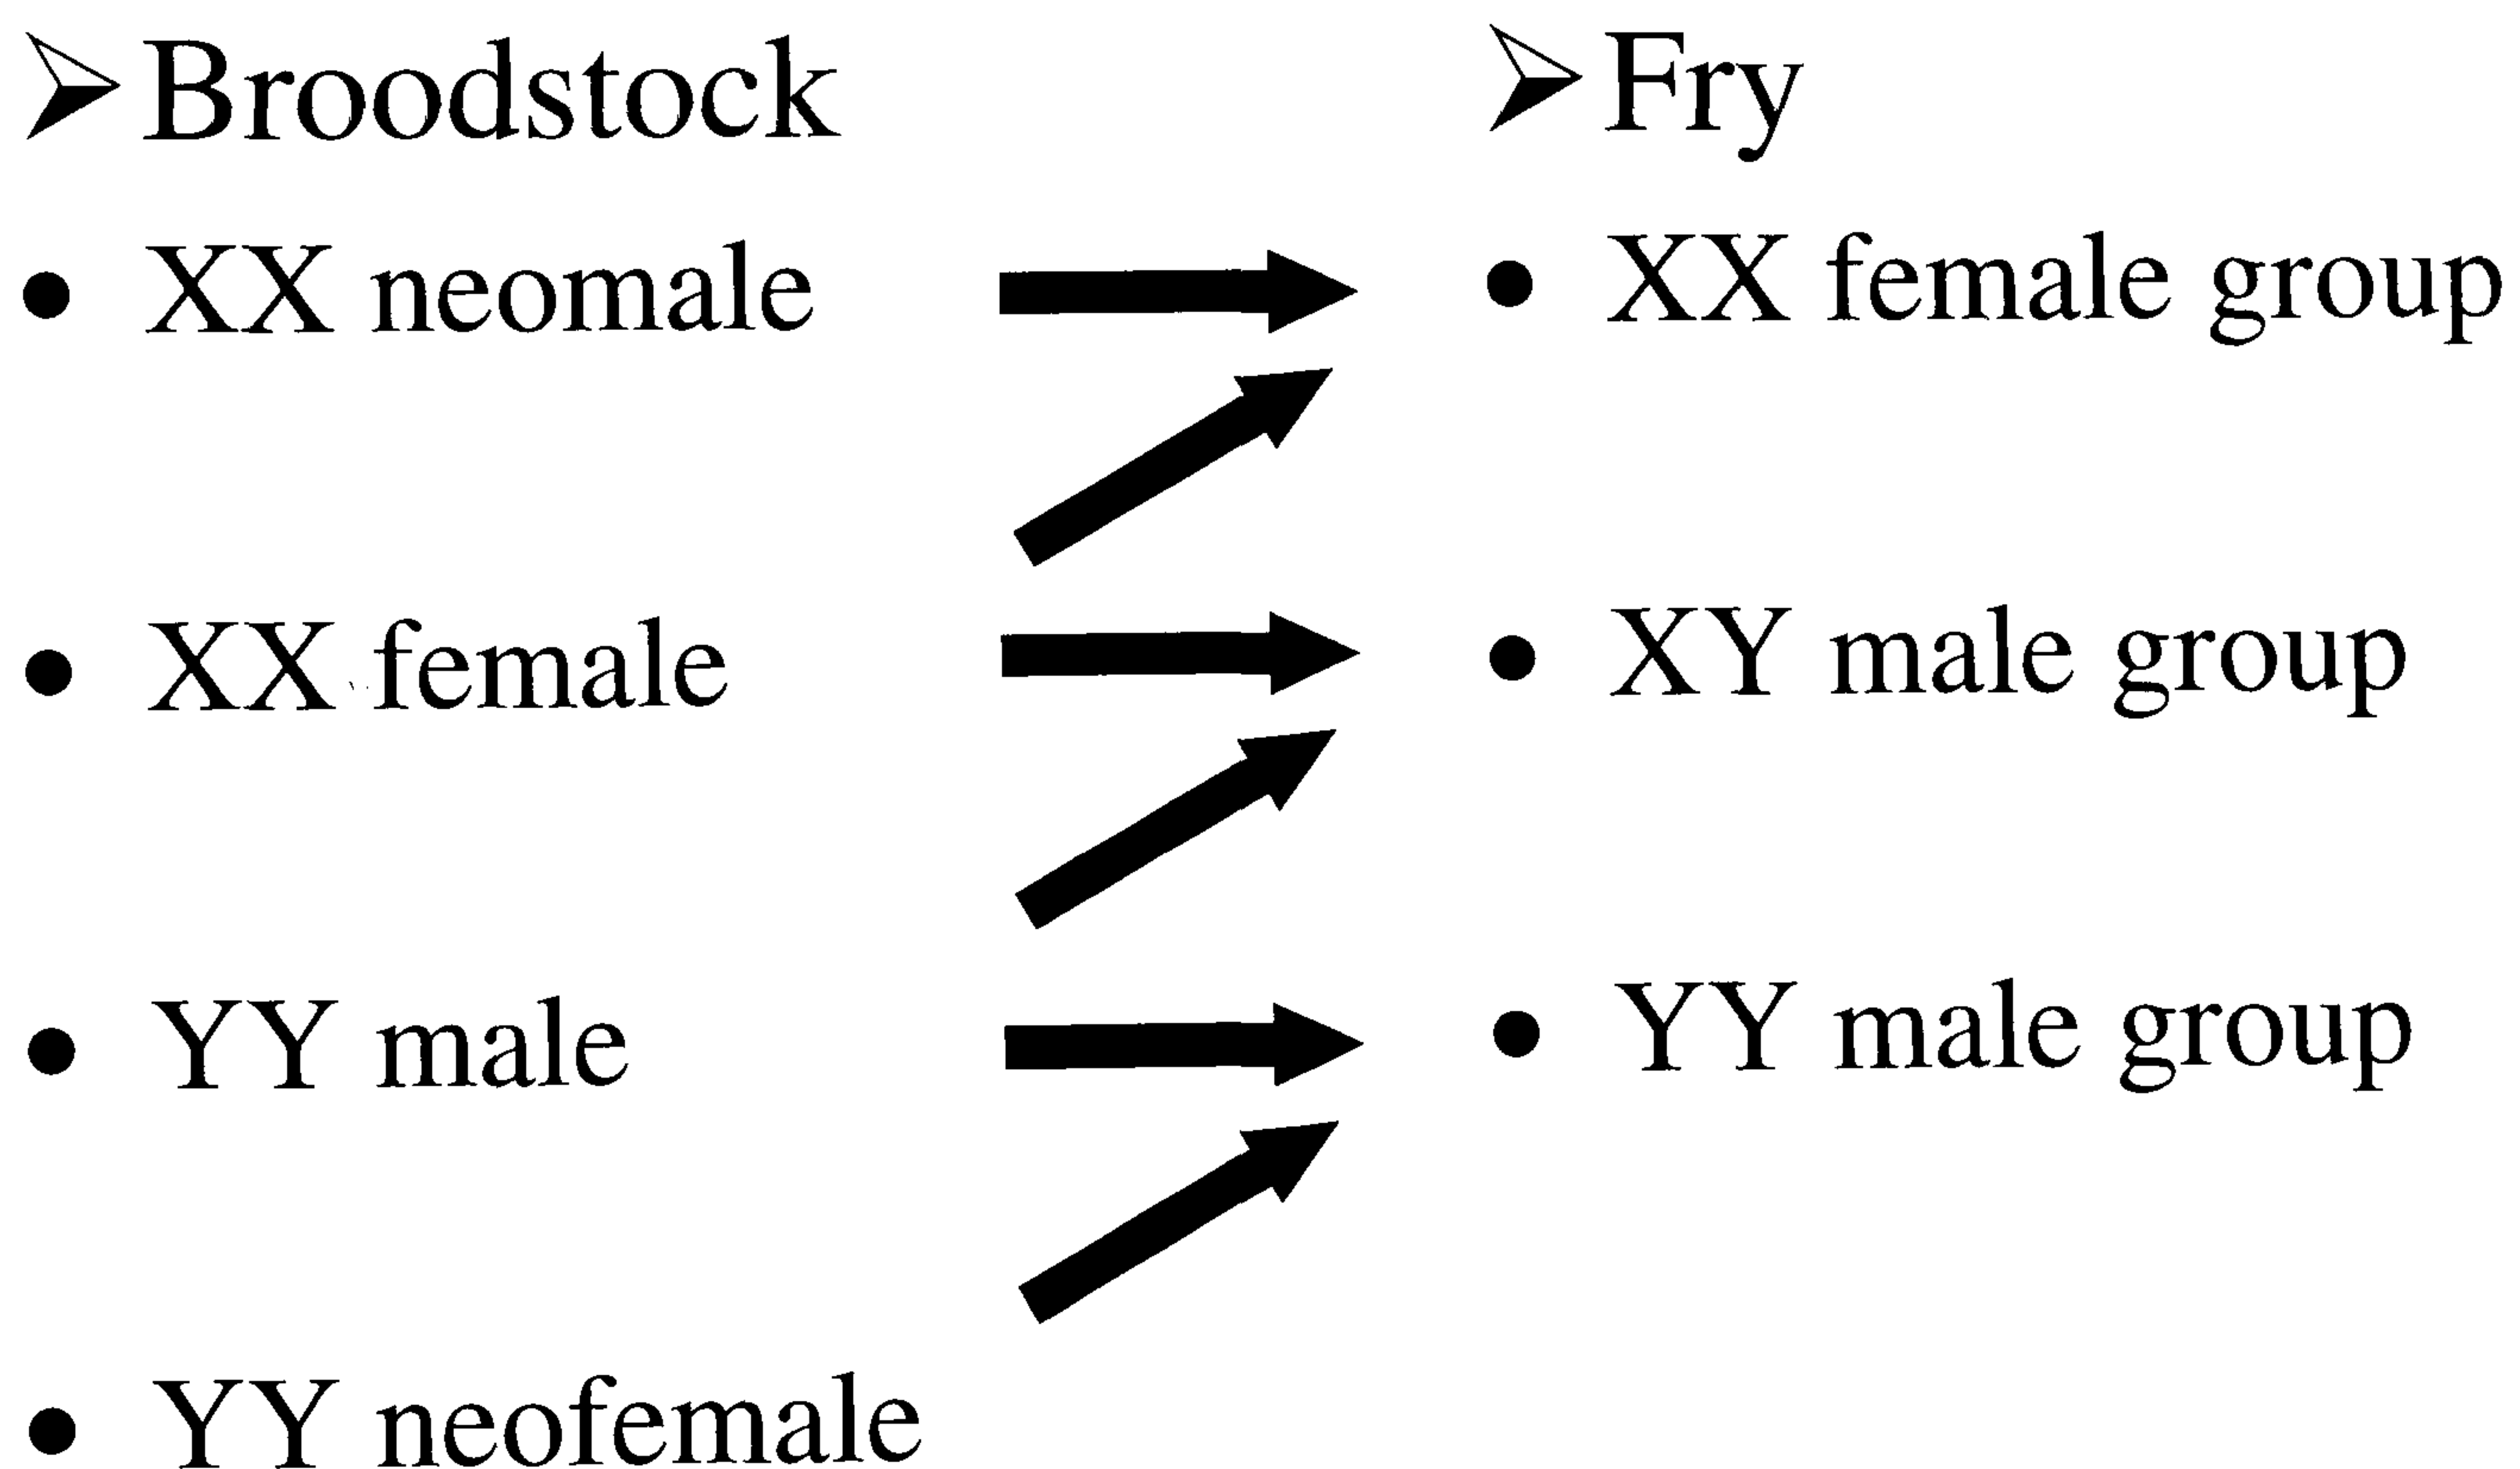 Broodstock
Fry
XX neomale
XX female group
XX female
XY male group
YY male
YY male group
YY neofemale